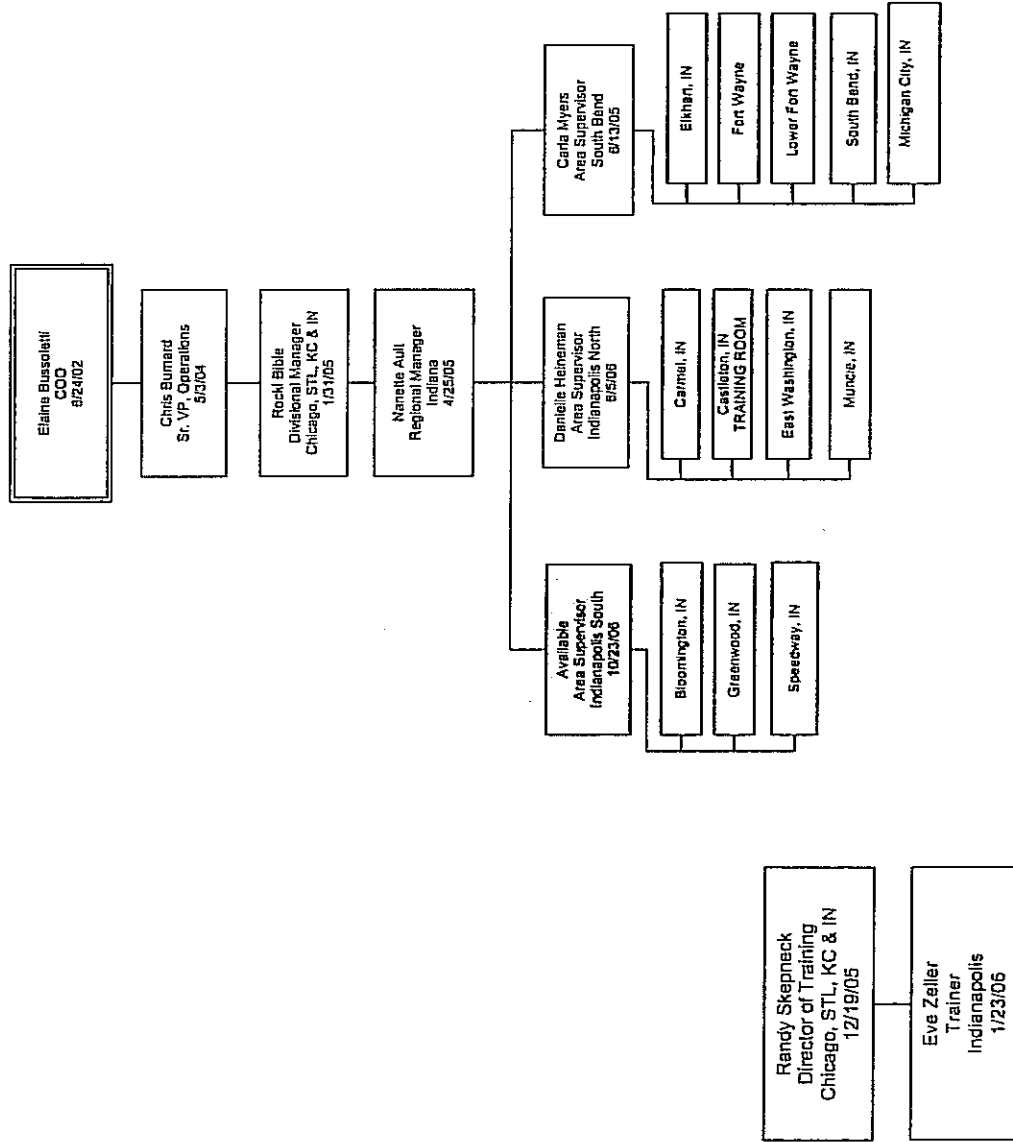 Elaine Bussoletti
COO
6/24/02
Chris Burnard
Sr. VP, Operations
5/3/04
Rocki Bible
Divisional Manager
Chicago, STL, KC & IN
1/31/05
Nanette Ault
Regional Manager
Indiana
4/25/05
Available
Area Supervisor
Indianapolis South
10/23/06
Bloomington, IN
Greenwood, IN
Speedway, IN
Danielle Heineman
Area Supervisor
Indianapolis North
6/5/06
Carmel, IN
Castleton, IN
TRAINING ROOM
East Washington, IN
Muncie, IN
Carla Myers
Area Supervisor
South Bend
6/13/05
Elkhart, IN
Fort Wayne
Lower Fort Wayne
South Bend, IN
Michigan City, IN
Randy Skepneck
Director of Training
Chicago, STL, KC & IN
12/19/05
Eve Zeller
Trainer
Indianapolis
1/23/06